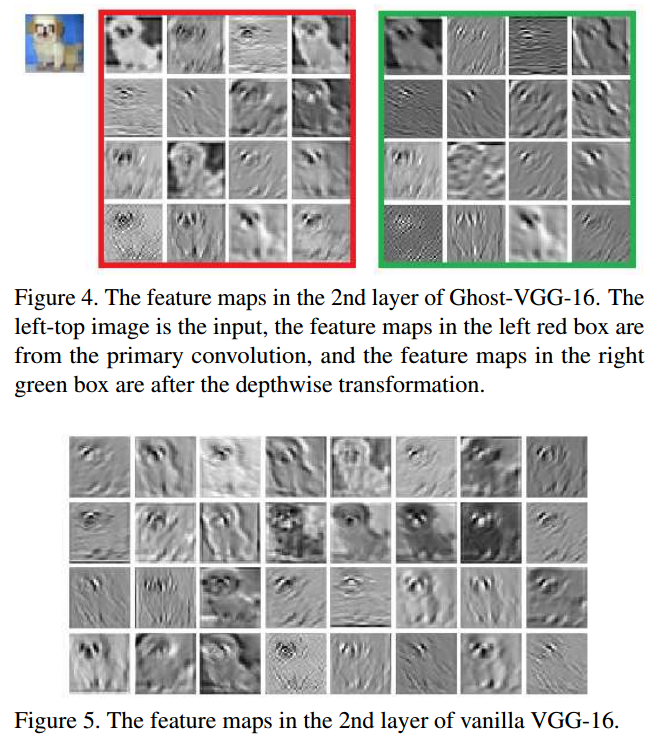 Figure 4. The feature maps in the 2nd layer of Ghost-VGG-16. The
left-top image is the input, the feature maps in the left red box are
from the primary convolution, and the feature maps in the right
green box are after the depthwise transformation.
Figure 5. The feature maps in the 2nd layer of vanilla VGG-16.